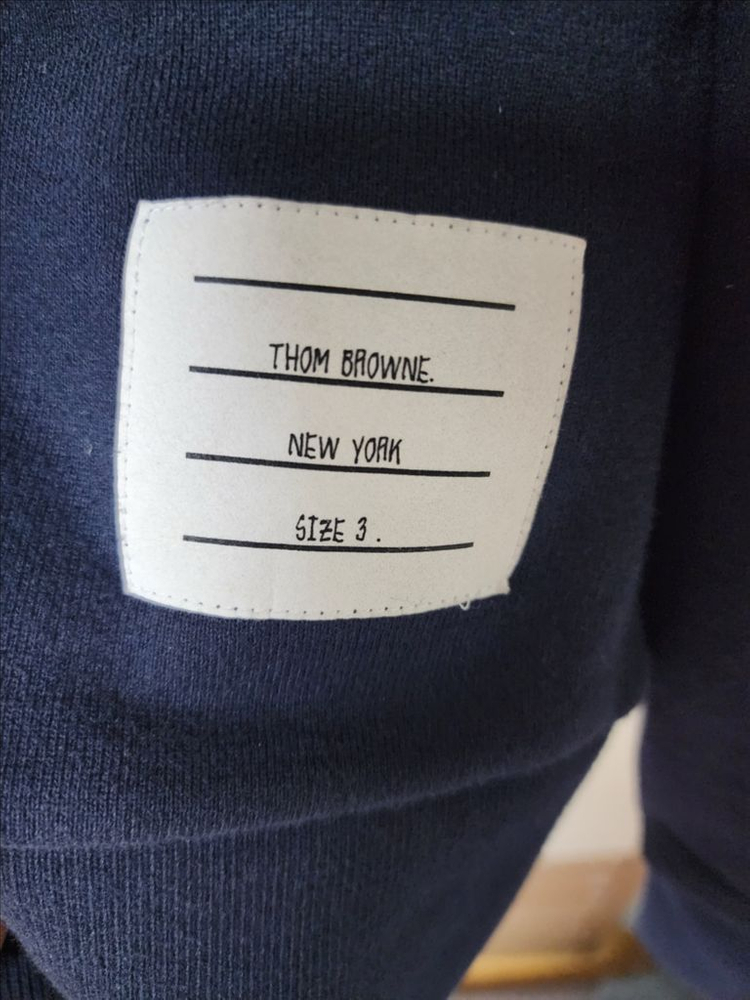 THOM BROWNE.
NEW YORK
SIZE 3.